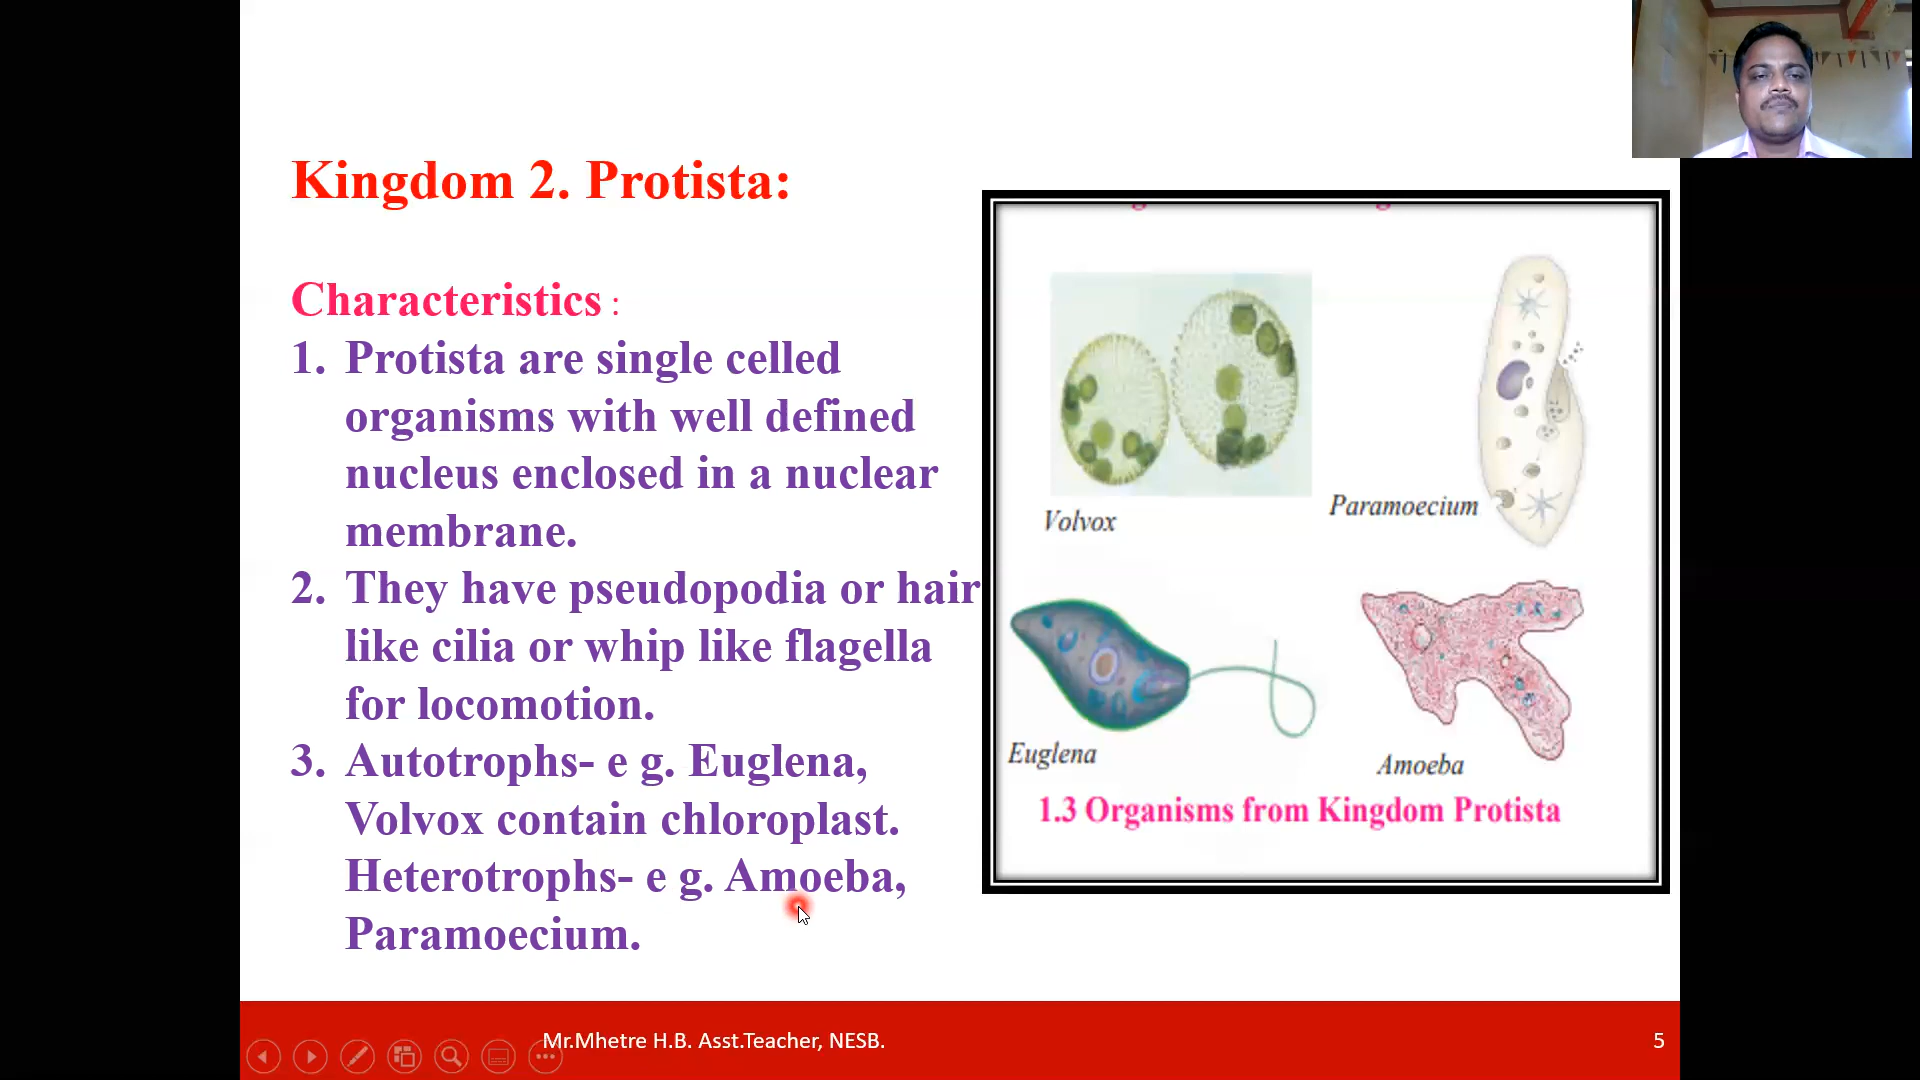 Kingdom 2. Protista:
Characteristics :
1. Protista are single celled
organisms with well defined
nucleus enclosed in a nuclear
membrane.
2. They have pseudopodia or hair
like cilia or whip like flagella
for locomotion.
3. Autotrophs- e g. Euglena,
Volvox contain chloroplast.
Heterotrophs- e g. Amoeba,
Paramoecium.
Volvox
Paramoecium
Euglena
Amoeba
1.3 Organisms from Kingdom Protista
Mr.Mhetre H.B. Asst.Teacher, NESB.
5